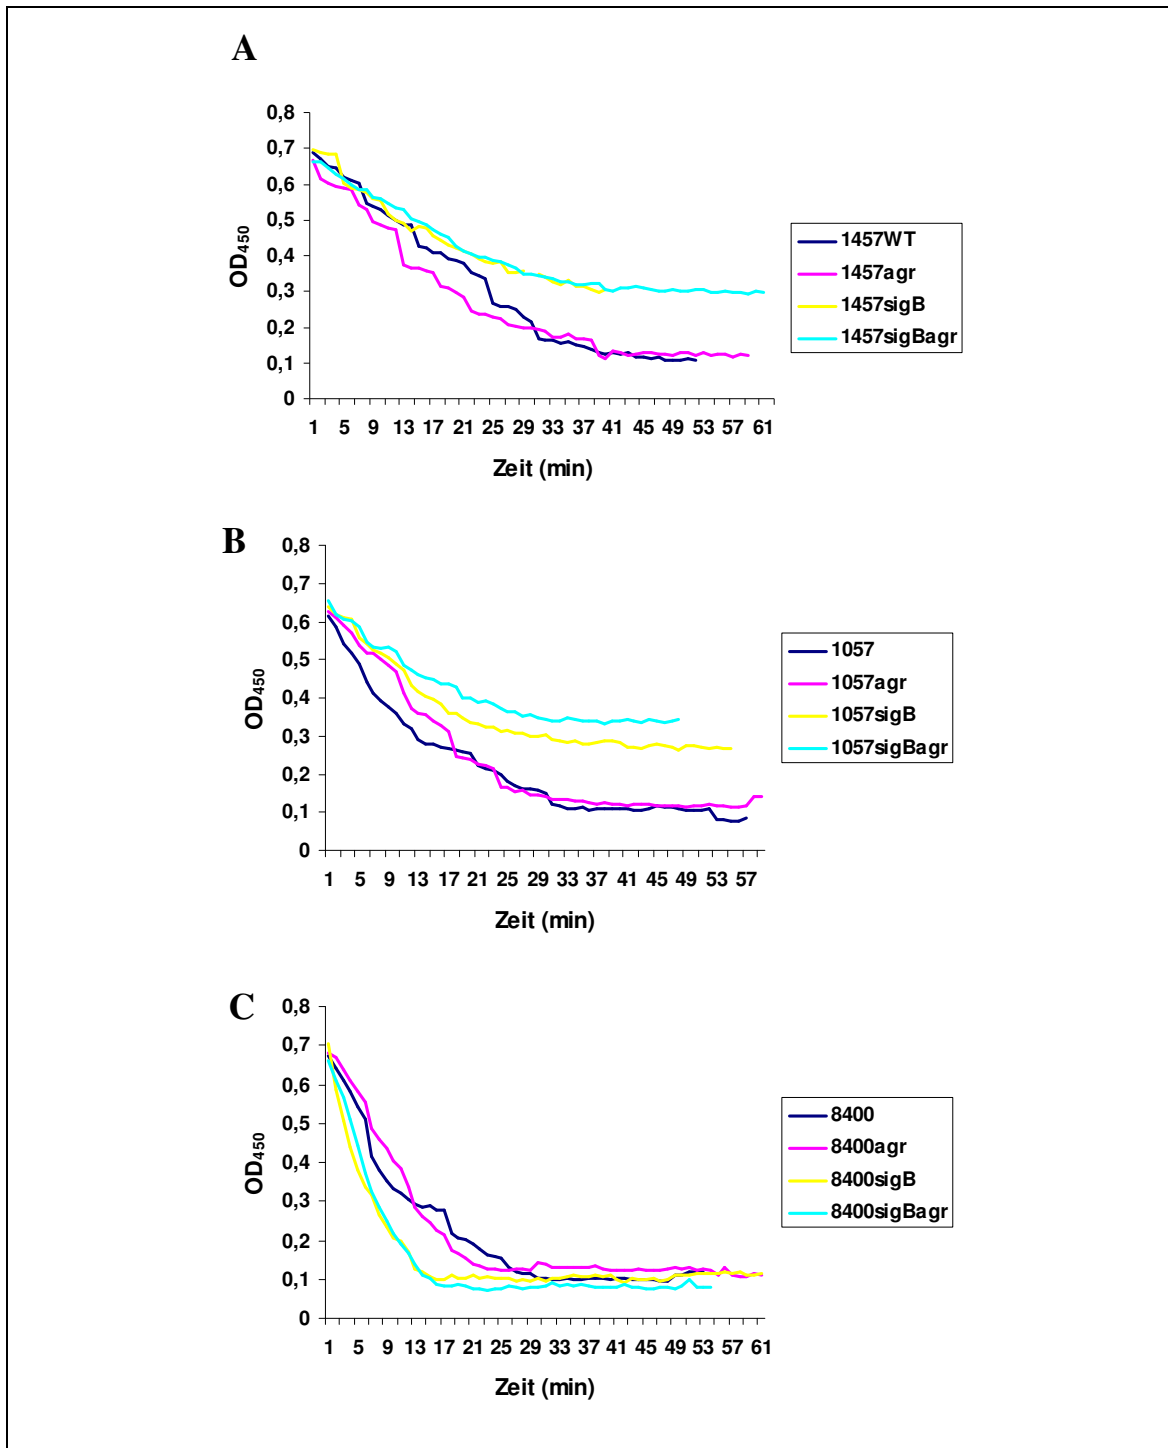 A
0,8
0,7
0,6
0,5
0,4
0,3
0,2
0,1
0
OD450
1 5 9 13 17 21 25 29 33 37 41 45 49 53 57 61
Zeit (min)
1457WT
1457agr
1457sigB
1457sigBagr
B
0,8
0,7
0,6
0,5
0,4
0,3
0,2
0,1
0
OD450
1 5 9 13 17 21 25 29 33 37 41 45 49 53 57
Zeit (min)
1057
1057agr
1057sigB
1057sigBagr
C
0,8
0,7
0,6
0,5
0,4
0,3
0,2
0,1
0
OD450
1 5 9 13 17 21 25 29 33 37 41 45 49 53 57 61
Zeit (min)
8400
8400agr
8400sigB
8400sigBagr